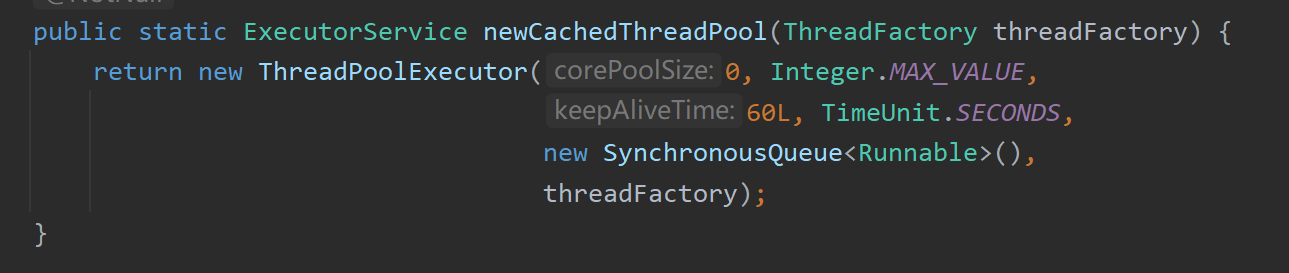 @NotNull
public static ExecutorService newCachedThreadPool(ThreadFactory threadFactory) {
return new ThreadPoolExecutor( corePoolSize: 0, Integer.MAX_VALUE,
keepAliveTime: 60L, TimeUnit.SECONDS,
new SynchronousQueue<Runnable>(),
threadFactory);
}